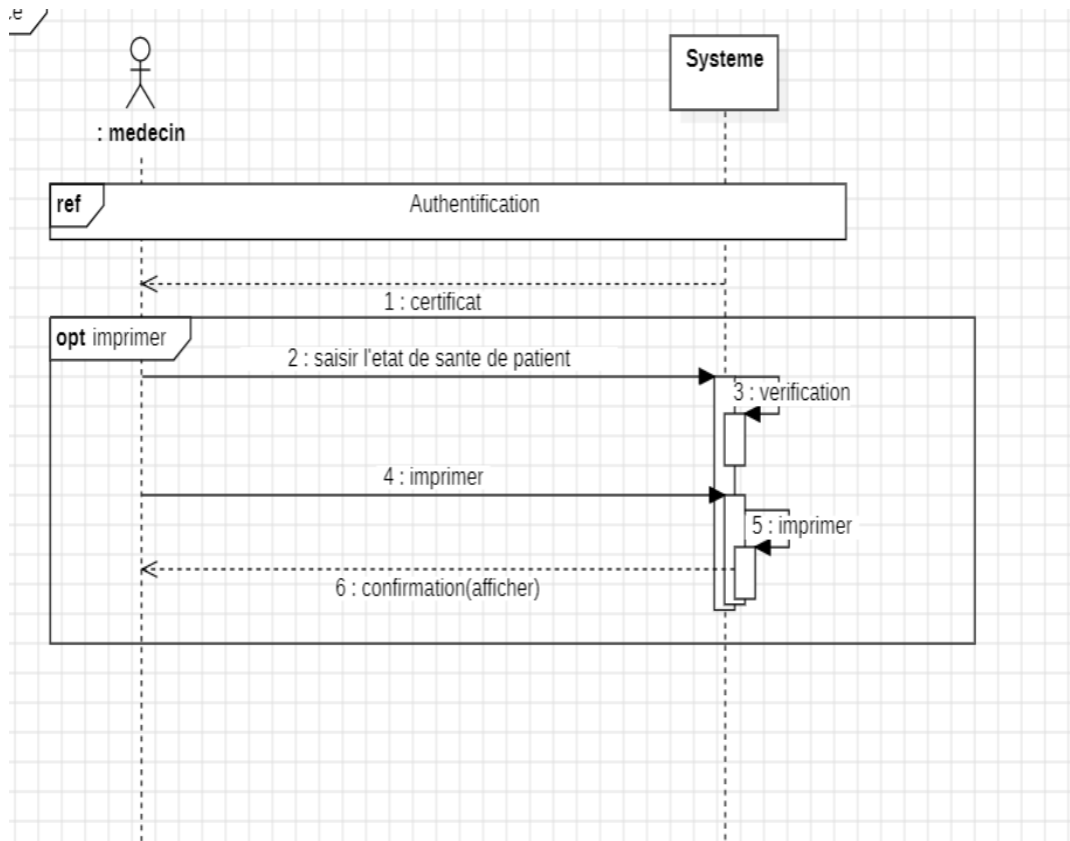 Systeme
: medecin
ref
Authentification
1 : certificat
opt imprimer
2 : saisir l'etat de sante de patient
3 : verification
4 : imprimer
5 : imprimer
6 : confirmation(afficher)